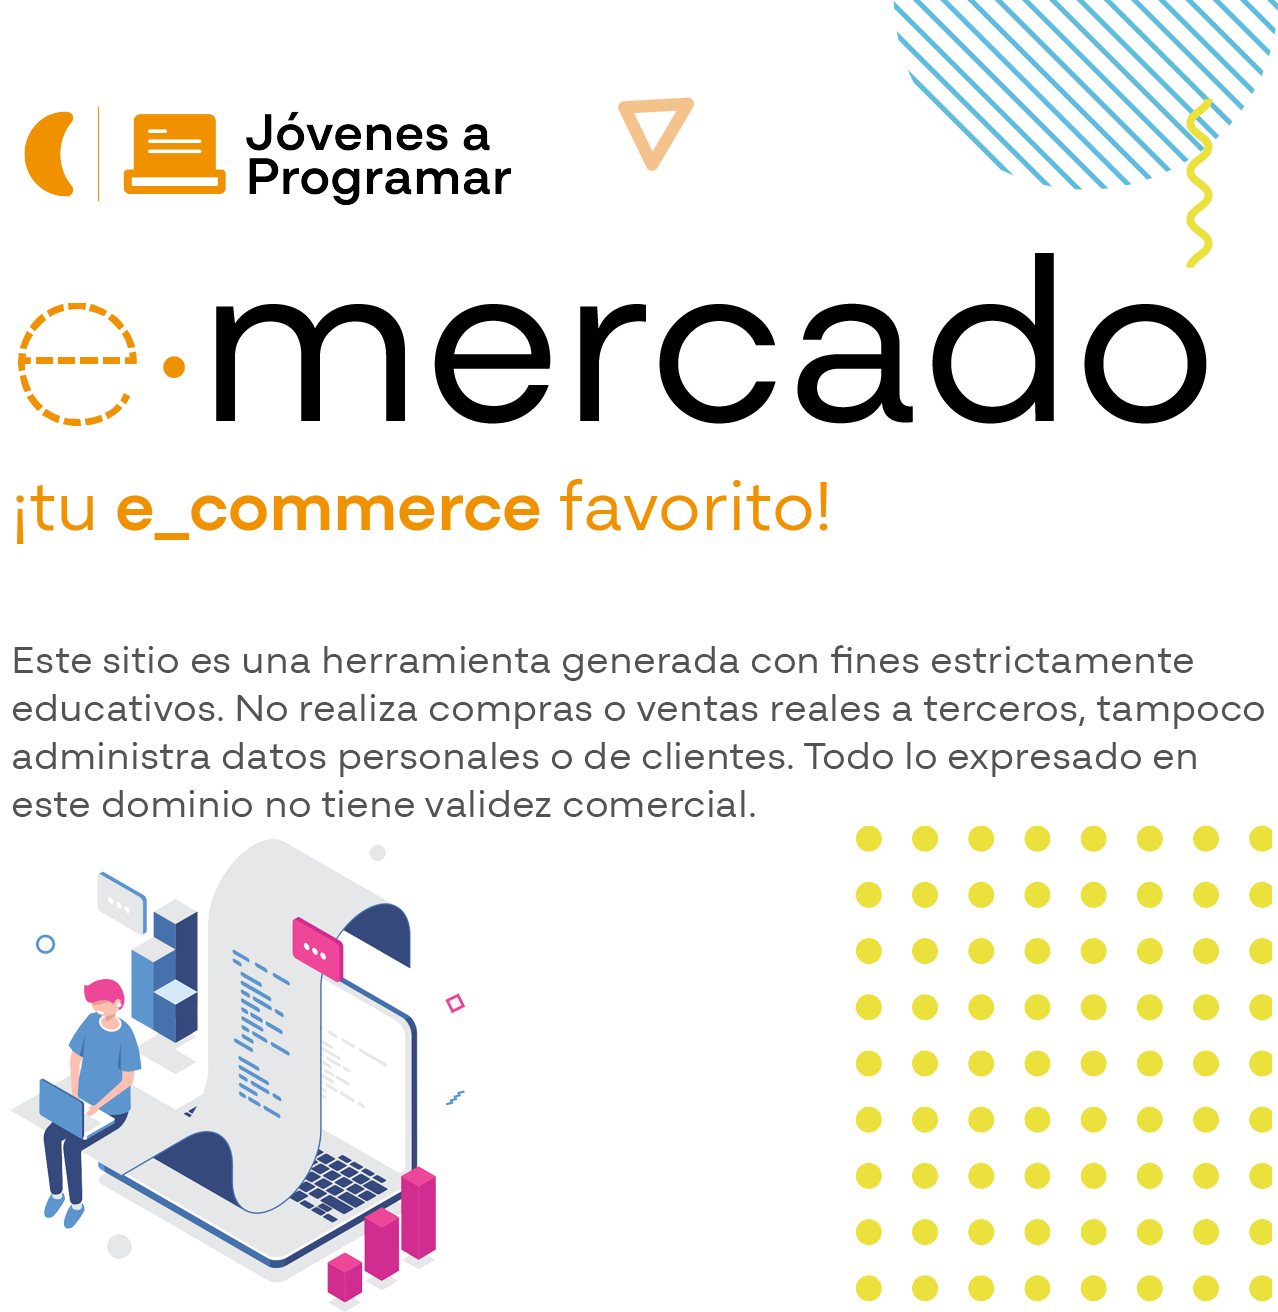 Jóvenes a
Programar
e·mercado
¡tu e_commerce favorito!
Este sitio es una herramienta generada con fines estrictamente
educativos. No realiza compras o ventas reales a terceros, tampoco
administra datos personales o de clientes. Todo lo expresado en
este dominio no tiene validez comercial.